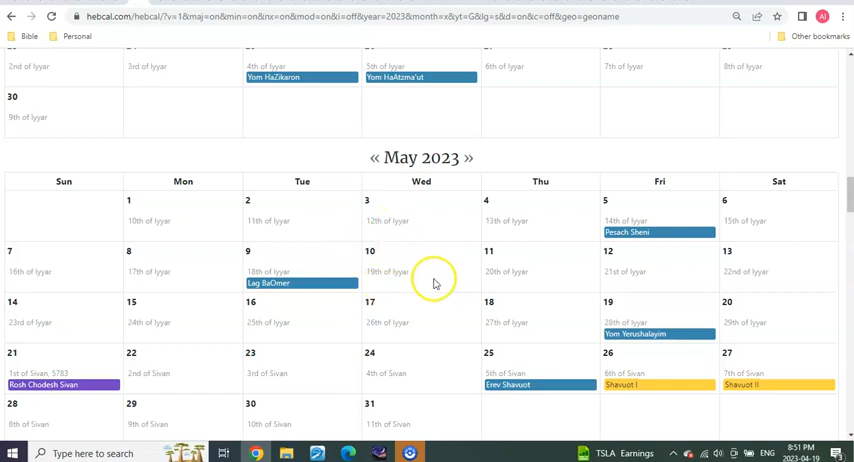 hebcal.com/hebcal/?v=1&maj=on&min=on&nx=on&mod=on&i=off&year=2023&month=x&yt=G&lg=s&d=on&c=off&geo=geoname
AI
Bible Personal Other bookmarks
2nd of Iyyar 3rd of Iyyar 4th of Iyyar 5th of Iyyar 6th of Iyyar 7th of Iyyar 8th of Iyyar
Yom HaZikaron Yom HaAtzma'ut
30
9th of Iyyar
« May 2023 »
Sun Mon Tue Wed Thu Fri Sat
1 2 3 4 5 6
10th of Iyyar 11th of Iyyar 12th of Iyyar 13th of Iyyar 14th of Iyyar 15th of Iyyar
Pesach Sheni
7 8 9 10 11 12 13
16th of Iyyar 17th of Iyyar 18th of Iyyar 19th of Iyyar 20th of Iyyar 21st of Iyyar 22nd of Iyyar
Lag BaOmer
14 15 16 17 18 19 20
23rd of Iyyar 24th of Iyyar 25th of Iyyar 26th of Iyyar 27th of Iyyar 28th of Iyyar 29th of Iyyar
Yom Yerushalayim
21 22 23 24 25 26 27
1st of Sivan, 5783 2nd of Sivan 3rd of Sivan 4th of Sivan 5th of Sivan 6th of Sivan 7th of Sivan
Rosh Chodesh Sivan Erev Shavuot Shavuot I Shavuot II
28 29 30 31
8th of Sivan 9th of Sivan 10th of Sivan 11th of Sivan
Type here to search TSLA Earnings ENG 8:51 PM
2023-04-19
3